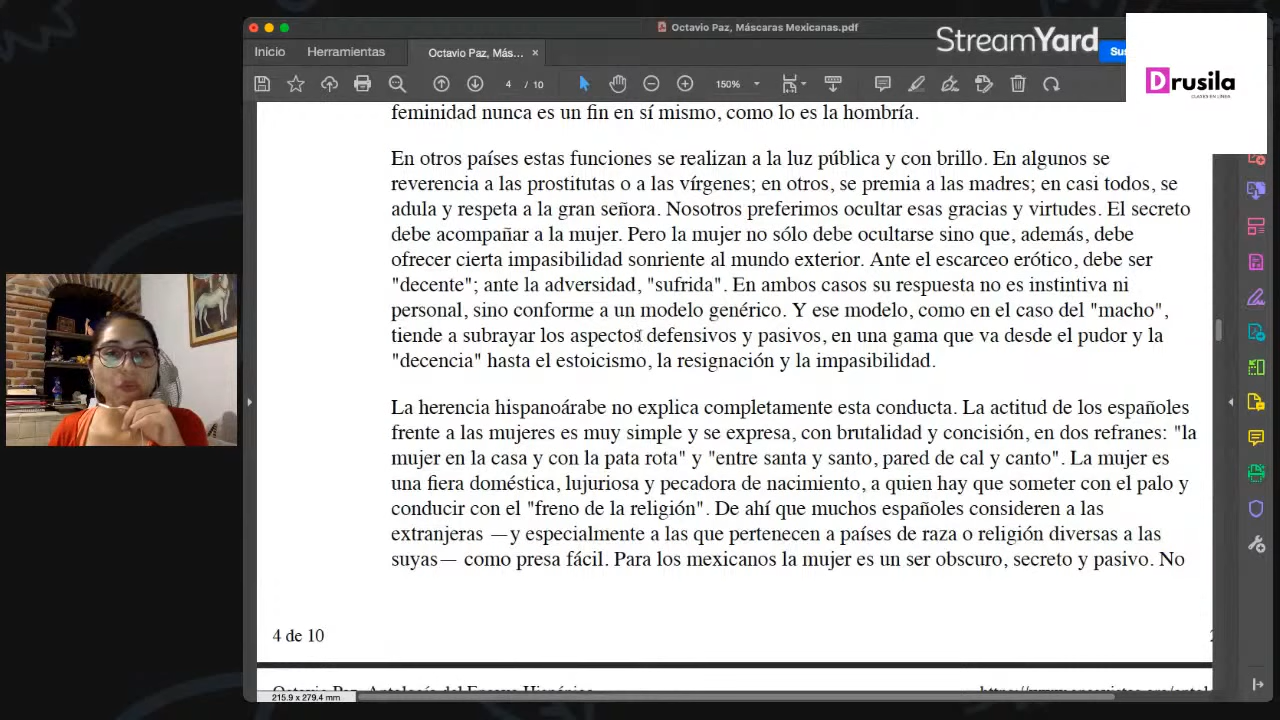 Octavio Paz, Máscaras Mexicanas.pdf
StreamYard
Drusila
CLASES EN LÍNEA
Inicio
Herramientas
Octavio Paz, Más...
×
4 / 10
150%
feminidad nunca es un fin en sí mismo, como lo es la hombría.
En otros países estas funciones se realizan a la luz pública y con brillo. En algunos se
reverencia a las prostitutas o a las vírgenes; en otros, se premia a las madres; en casi todos, se
adula y respeta a la gran señora. Nosotros preferimos ocultar esas gracias y virtudes. El secreto
debe acompañar a la mujer. Pero la mujer no sólo debe ocultarse sino que, además, debe
ofrecer cierta impasibilidad sonriente al mundo exterior. Ante el escarceo erótico, debe ser
"decente"; ante la adversidad, "sufrida". En ambos casos su respuesta no es instintiva ni
personal, sino conforme a un modelo genérico. Y ese modelo, como en el caso del "macho",
tiende a subrayar los aspectos defensivos y pasivos, en una gama que va desde el pudor y la
"decencia" hasta el estoicismo, la resignación y la impasibilidad.
La herencia hispanoárabe no explica completamente esta conducta. La actitud de los españoles
frente a las mujeres es muy simple y se expresa, con brutalidad y concisión, en dos refranes: "la
mujer en la casa y con la pata rota" y "entre santa y santo, pared de cal y canto". La mujer es
una fiera doméstica, lujuriosa y pecadora de nacimiento, a quien hay que someter con el palo y
conducir con el "freno de la religión". De ahí que muchos españoles consideren a las
extranjeras —y especialmente a las que pertenecen a países de raza o religión diversas a las
suyas— como presa fácil. Para los mexicanos la mujer es un ser obscuro, secreto y pasivo. No
4 de 10
215.9 x 279.4 mm